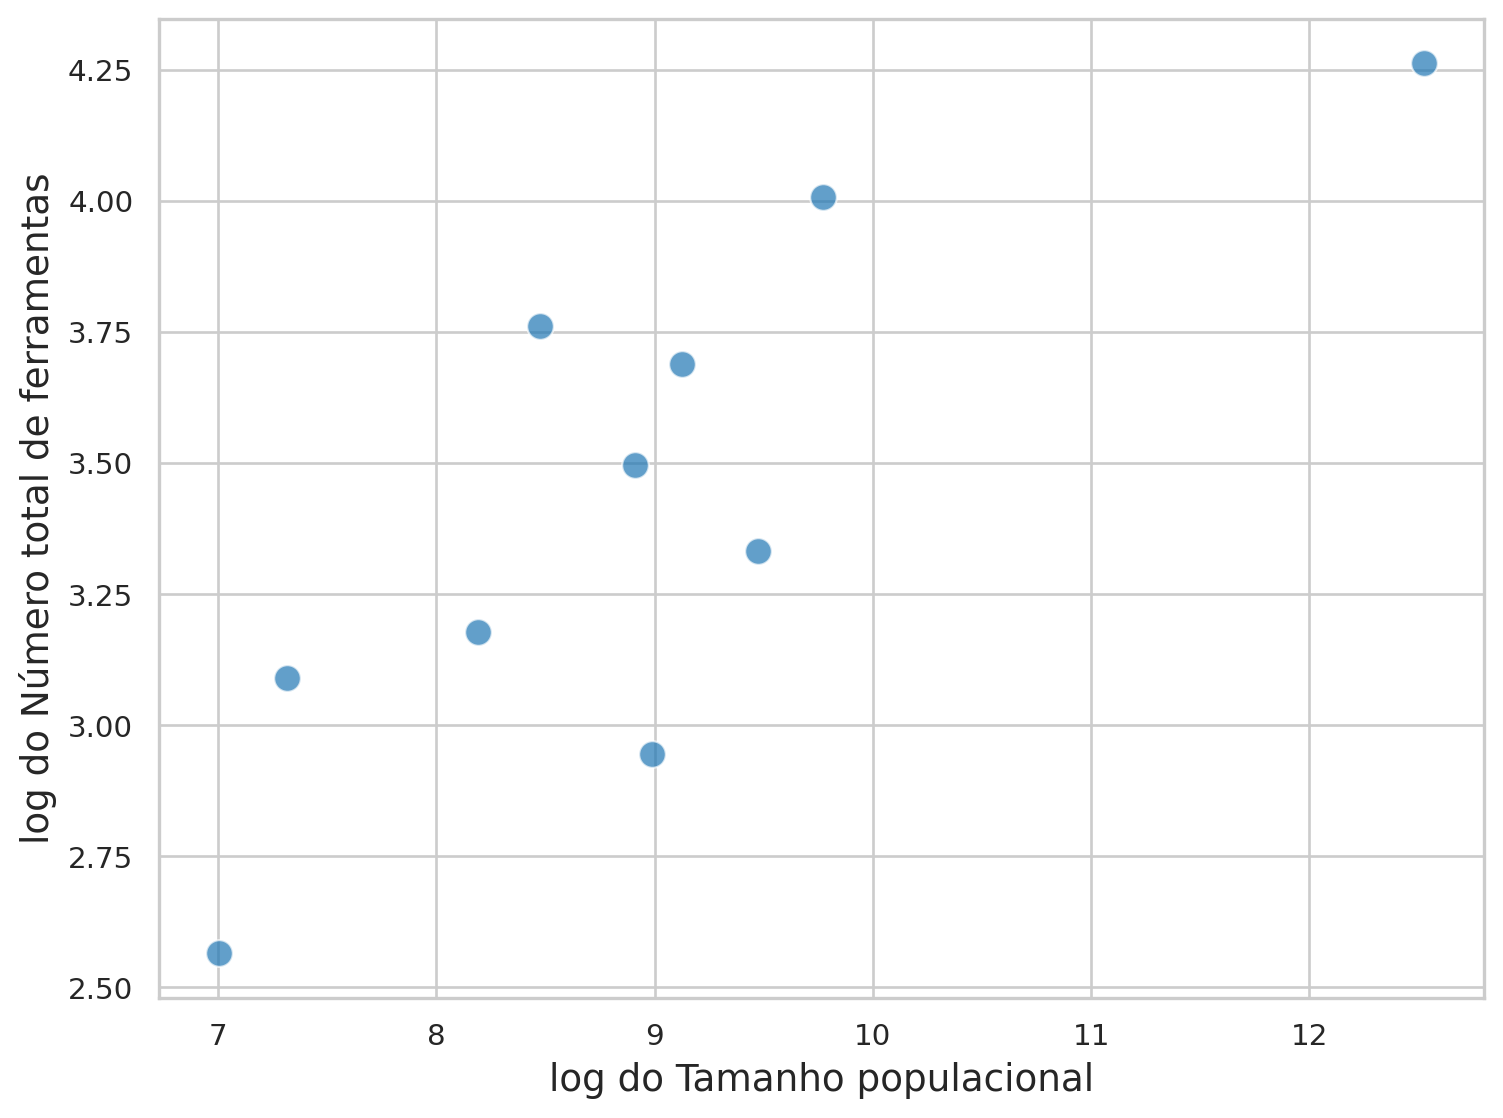 4.25
4.00
3.75
3.50
3.25
3.00
2.75
2.50
log do Número total de ferramentas
7 8 9 10 11 12
log do Tamanho populacional